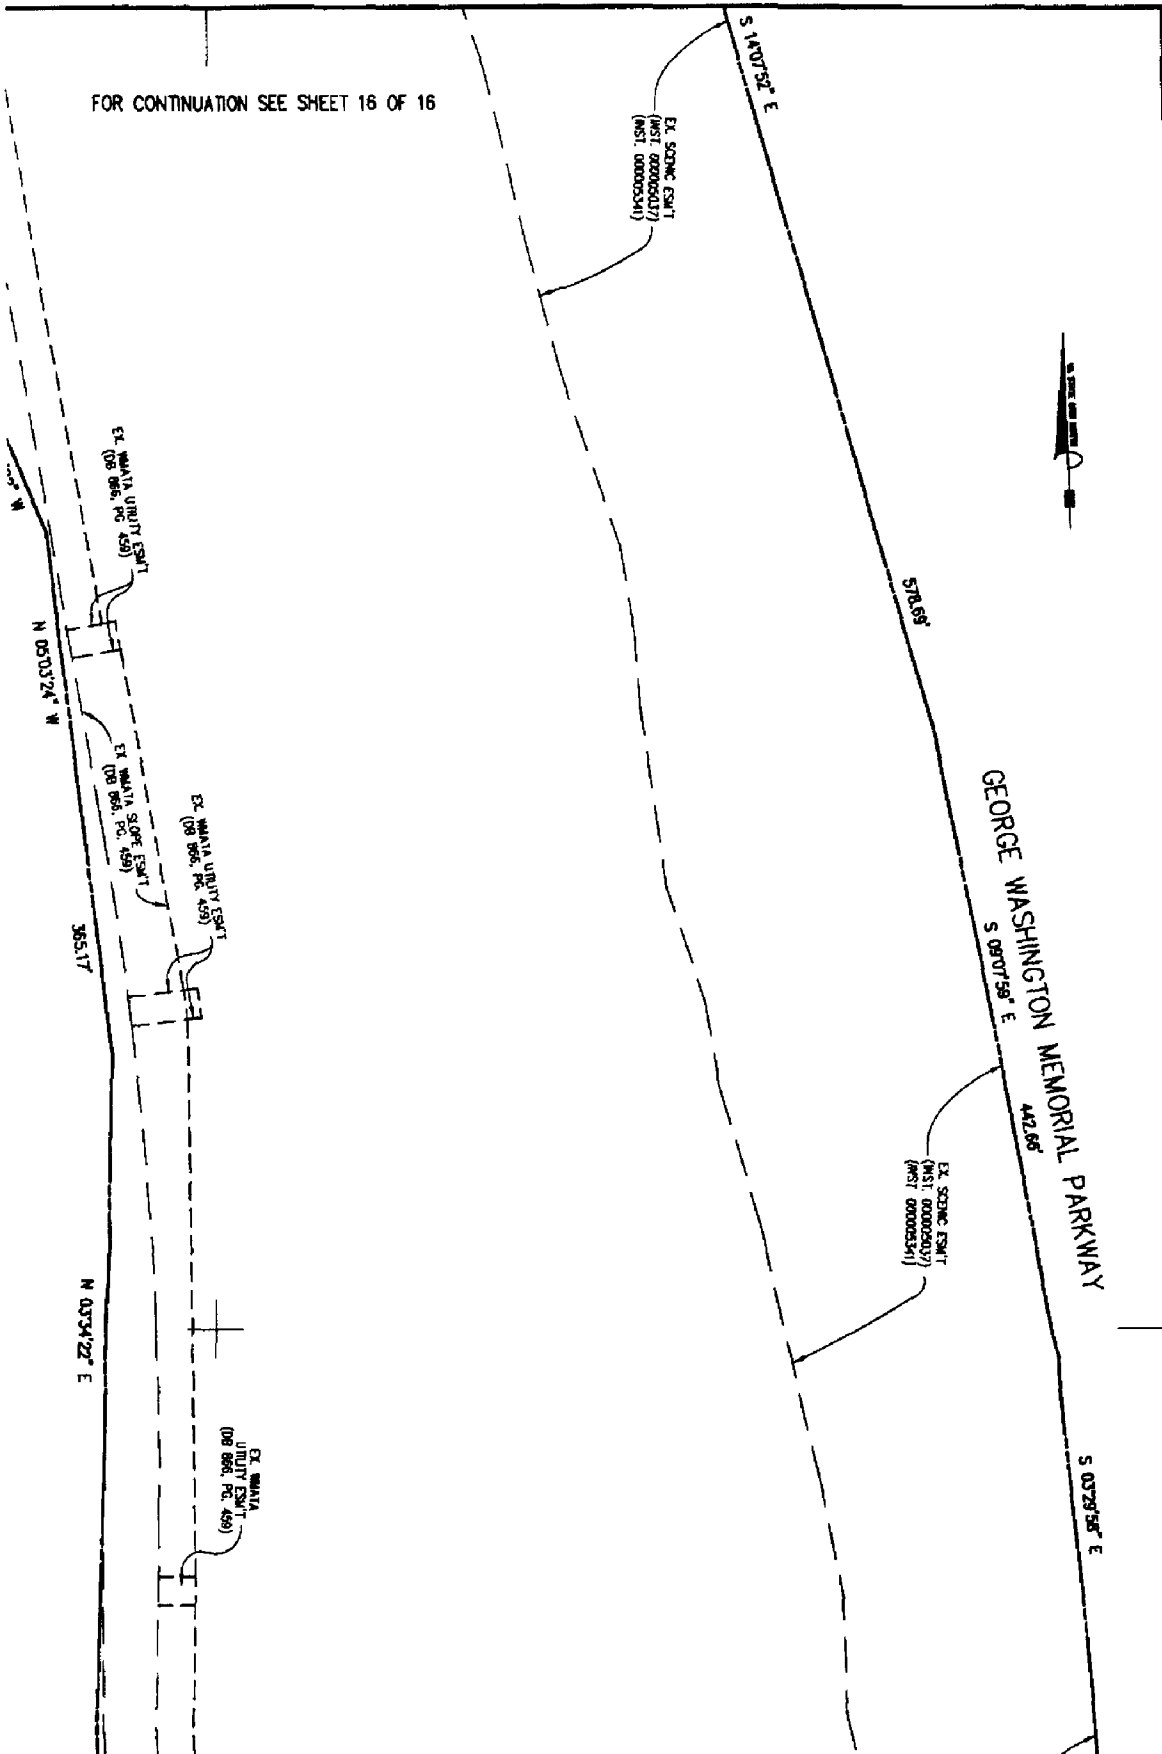 FOR CONTINUATION SEE SHEET 16 OF 16
S 14°07'52" E
EX. SCENIC ESM'T
(INST. 000005037)
(INST. 000005341)
578.69'
GEORGE WASHINGTON MEMORIAL PARKWAY
S 09°07'59" E
442.66'
EX. SCENIC ESM'T
(INST. 000005037)
(INST. 000005341)
S 03°29'58" E
EX. WMATA UTILITY ESM'T
(DB 866, PG. 459)
N 05°03'24" W
EX. WMATA SLOPE ESM'T
(DB 866, PG. 459)
EX. WMATA UTILITY ESM'T
(DB 866, PG. 459)
365.17'
N 03°34'22" E
EX. WMATA
UTILITY ESM'T
(DB 866, PG. 459)